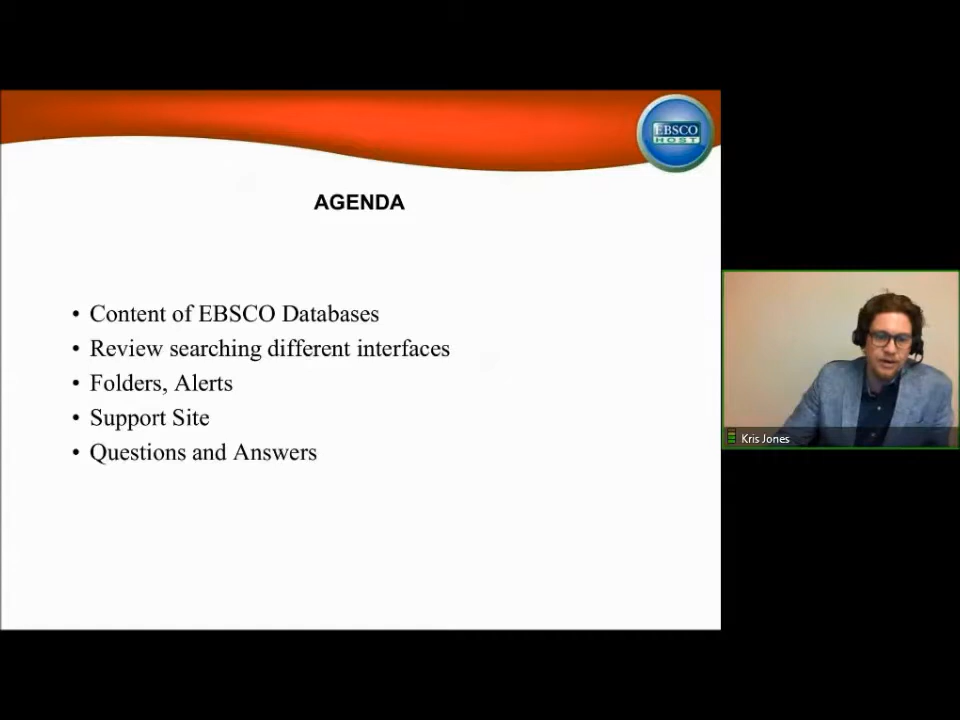 EBSCO
HOST
AGENDA
• Content of EBSCO Databases
• Review searching different interfaces
• Folders, Alerts
• Support Site
• Questions and Answers
Kris Jones